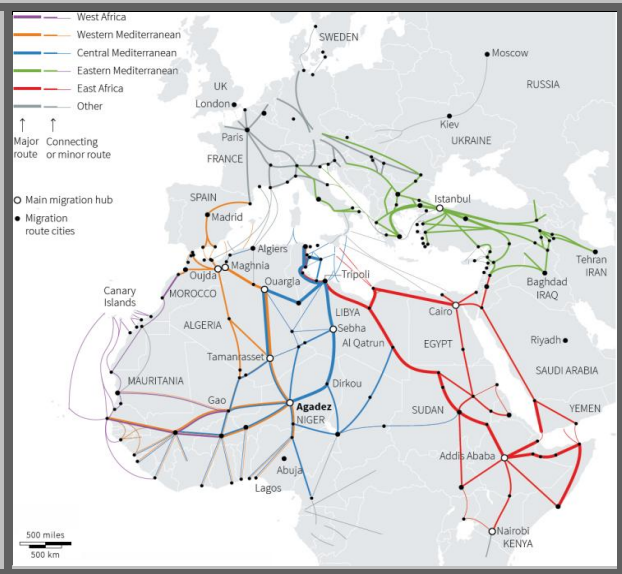 West Africa
Western Mediterranean
Central Mediterranean
Eastern Mediterranean
East Africa
Other
Major route
Connecting or minor route
Main migration hub
Migration route cities
SWEDEN
Moscow
RUSSIA
UK
London
Kiev
UKRAINE
Paris
FRANCE
SPAIN
Madrid
Istanbul
Algiers
Maghnia
Oujda
Ouargla
Tripoli
Tehran
IRAN
Baghdad
IRAQ
Canary Islands
MOROCCO
LIBYA
Cairo
ALGERIA
Sebha
Al Qatrun
EGYPT
Riyadh
Tamanrasset
SAUDI ARABIA
MAURITANIA
Dirkou
Gao
Agadez
NIGER
SUDAN
YEMEN
Addis Ababa
Abuja
Lagos
Nairobi
KENYA
500 miles
500 km